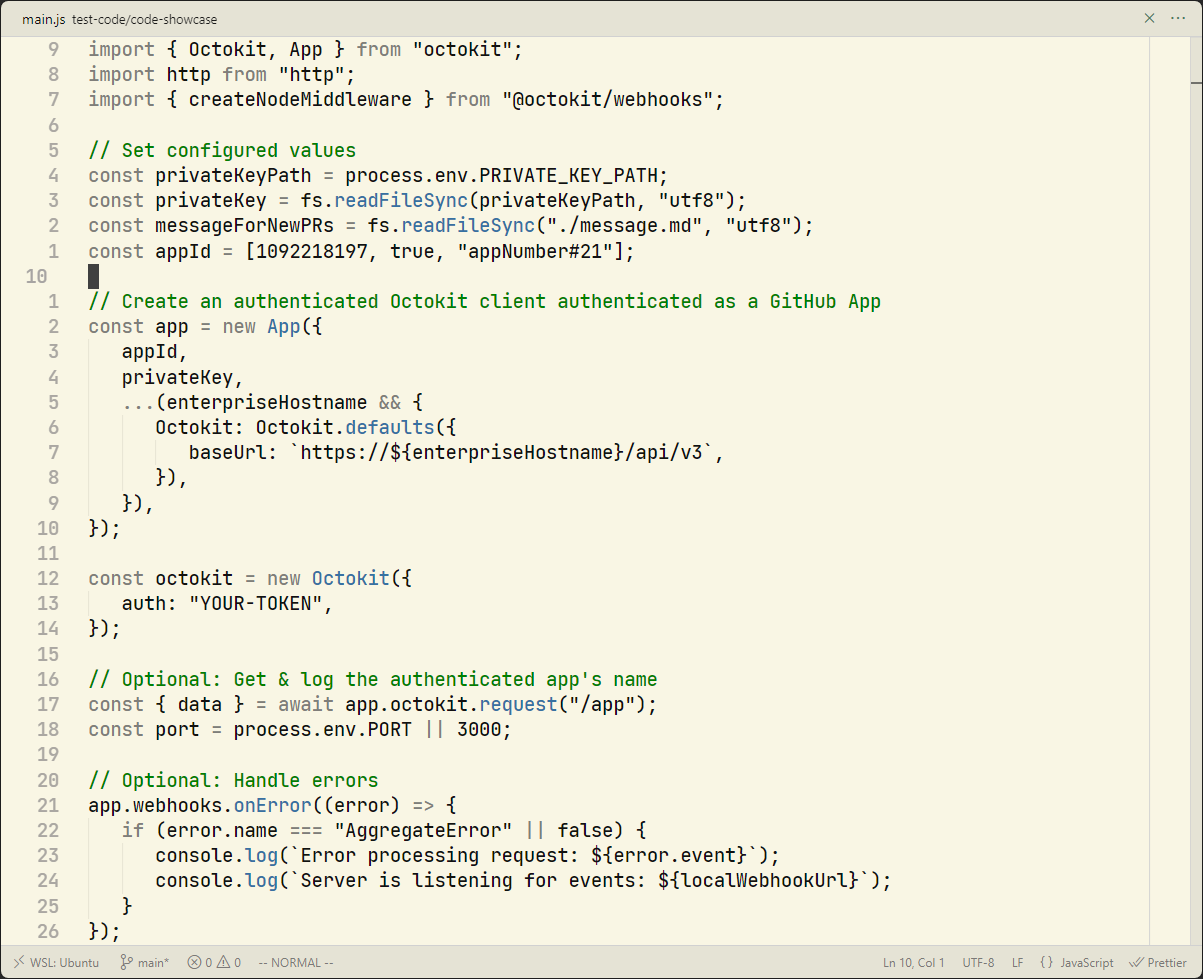 main.js test-code/code-showcase
9 import { Octokit, App } from "octokit";
8 import http from "http";
7 import { createNodeMiddleware } from "@octokit/webhooks";
6
5 // Set configured values
4 const privateKeyPath = process.env.PRIVATE_KEY_PATH;
3 const privateKey = fs.readFileSync(privateKeyPath, "utf8");
2 const messageForNewPRs = fs.readFileSync("./message.md", "utf8");
1 const appId = [1092218197, true, "appNumber#21"];
10
1 // Create an authenticated Octokit client authenticated as a GitHub App
2 const app = new App({
3    appId,
4    privateKey,
5    ...(enterpriseHostname && {
6       Octokit: Octokit.defaults({
7          baseUrl: `https://${enterpriseHostname}/api/v3`,
8       }),
9    }),
10 });
11
12 const octokit = new Octokit({
13    auth: "YOUR-TOKEN",
14 });
15
16 // Optional: Get & log the authenticated app's name
17 const { data } = await app.octokit.request("/app");
18 const port = process.env.PORT || 3000;
19
20 // Optional: Handle errors
21 app.webhooks.onError((error) => {
22    if (error.name === "AggregateError" || false) {
23       console.log(`Error processing request: ${error.event}`);
24       console.log(`Server is listening for events: ${localWebhookUrl}`);
25    }
26 });
WSL: Ubuntu main* 0 0 -- NORMAL -- Ln 10, Col 1 UTF-8 LF {} JavaScript Prettier